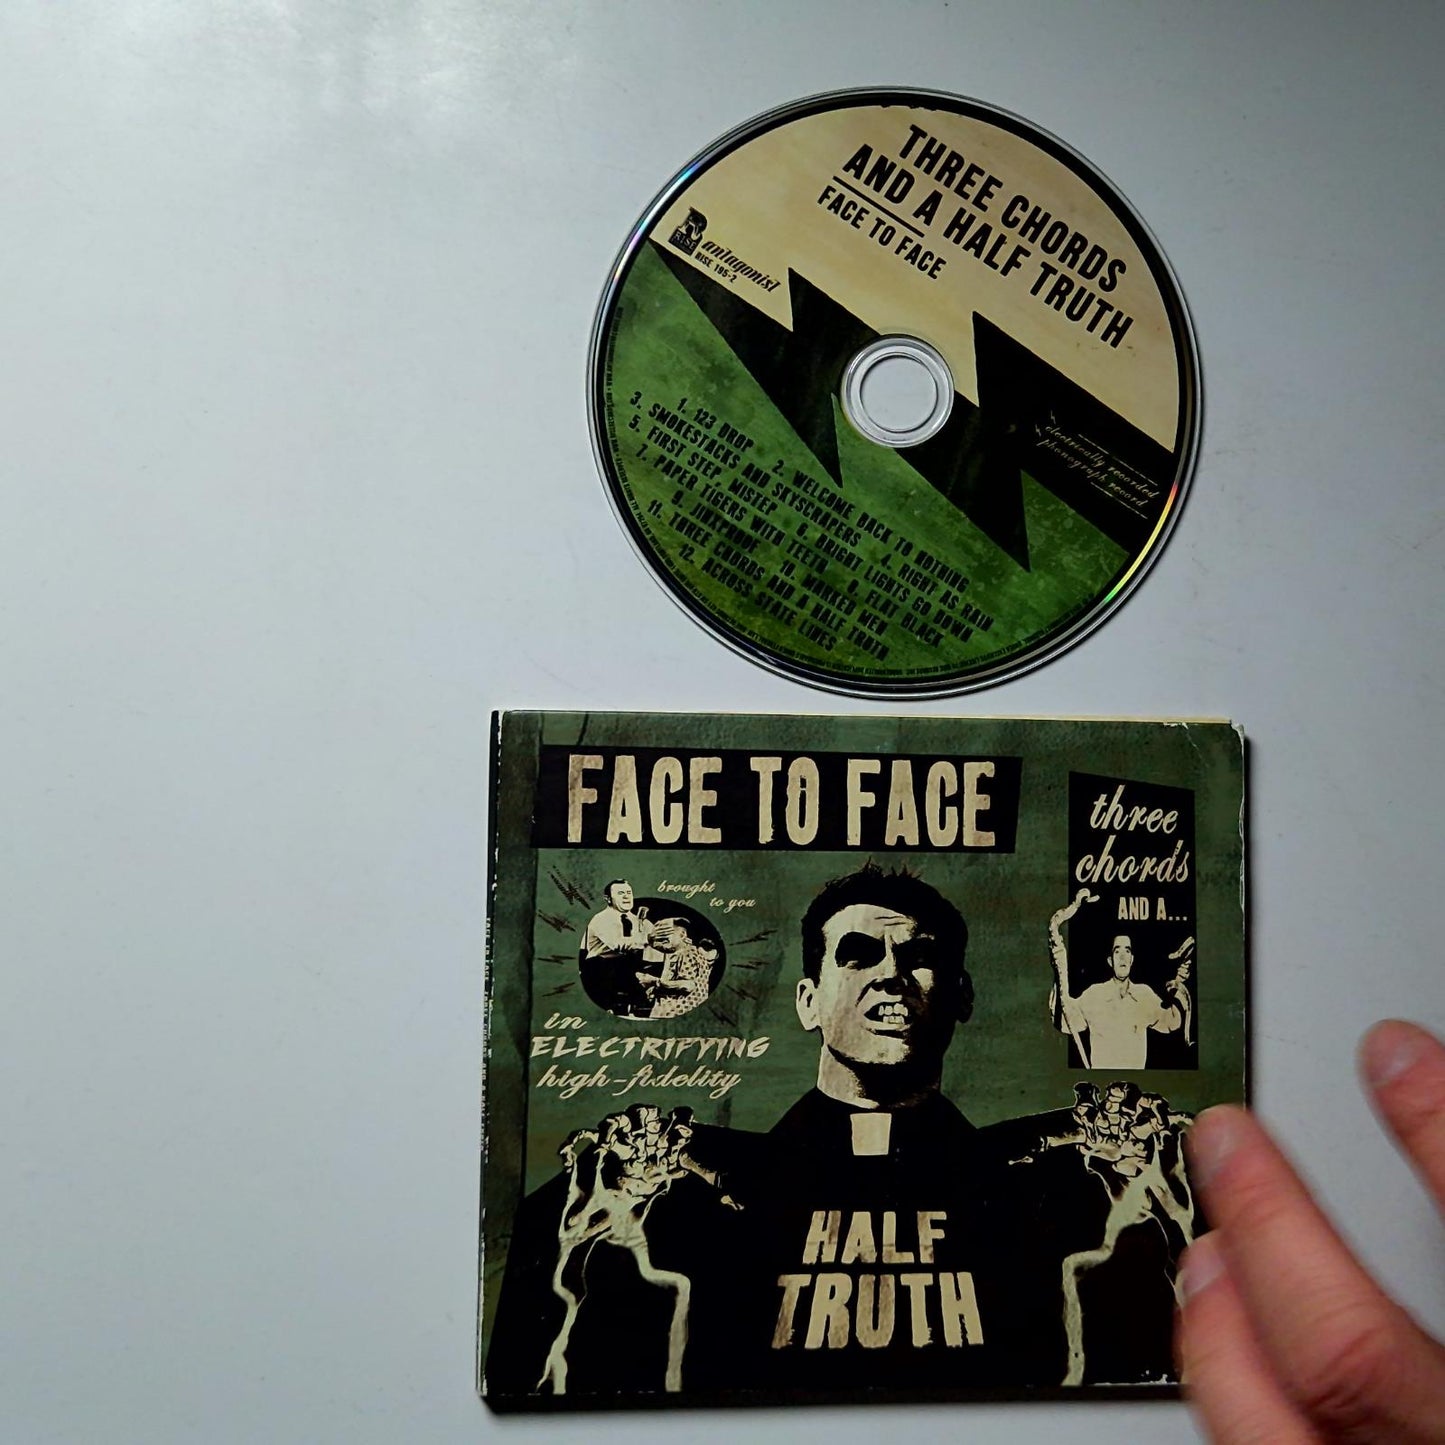 THREE CHORDS
AND A HALF TRUTH
FACE TO FACE
R
RISE
antagonist
RISE 195-2
electrically recorded
phonograph record
1. 123 DROP 2. WELCOME BACK TO NOTHING
3. SMOKESTACKS AND SKYSCRAPERS 4. RIGHT AS RAIN
5. FIRST STEP, MISTEP 6. BRIGHT LIGHTS GO DOWN
7. PAPER TIGERS WITH TEETH 8. FLAT BLACK
9. JINXPROOF 10. MARKED MEN
11. THREE CHORDS AND A HALF TRUTH
12. ACROSS STATE LINES
FACE TO FACE
three
chords
AND A...
brought
to you
in
ELECTRIFYING
high-fidelity
HALF
TRUTH